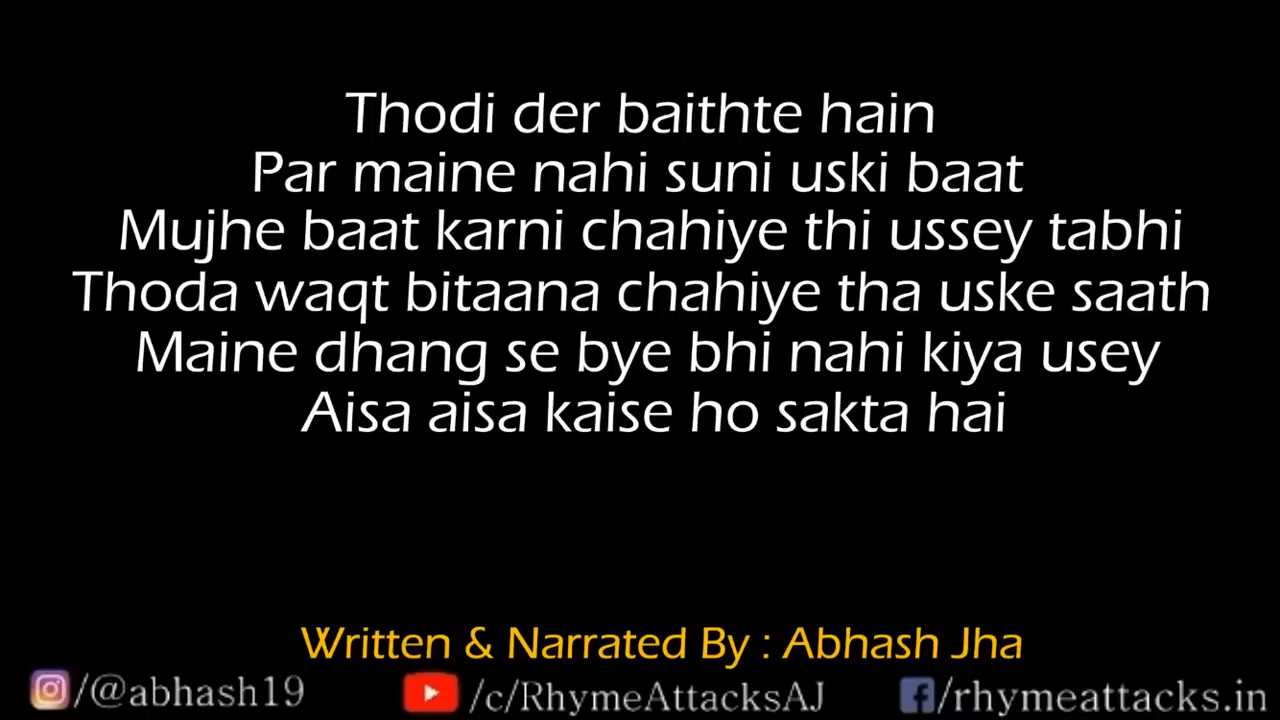 Thodi der baithte hain
Par maine nahi suni uski baat
Mujhe baat karni chahiye thi ussey tabhi
Thoda waqt bitaana chahiye tha uske saath
Maine dhang se bye bhi nahi kiya usey
Aisa aisa kaise ho sakta hai
Written & Narrated By : Abhash Jha
/@abhash19 /c/RhymeAttacksAJ /rhymeattacks.in